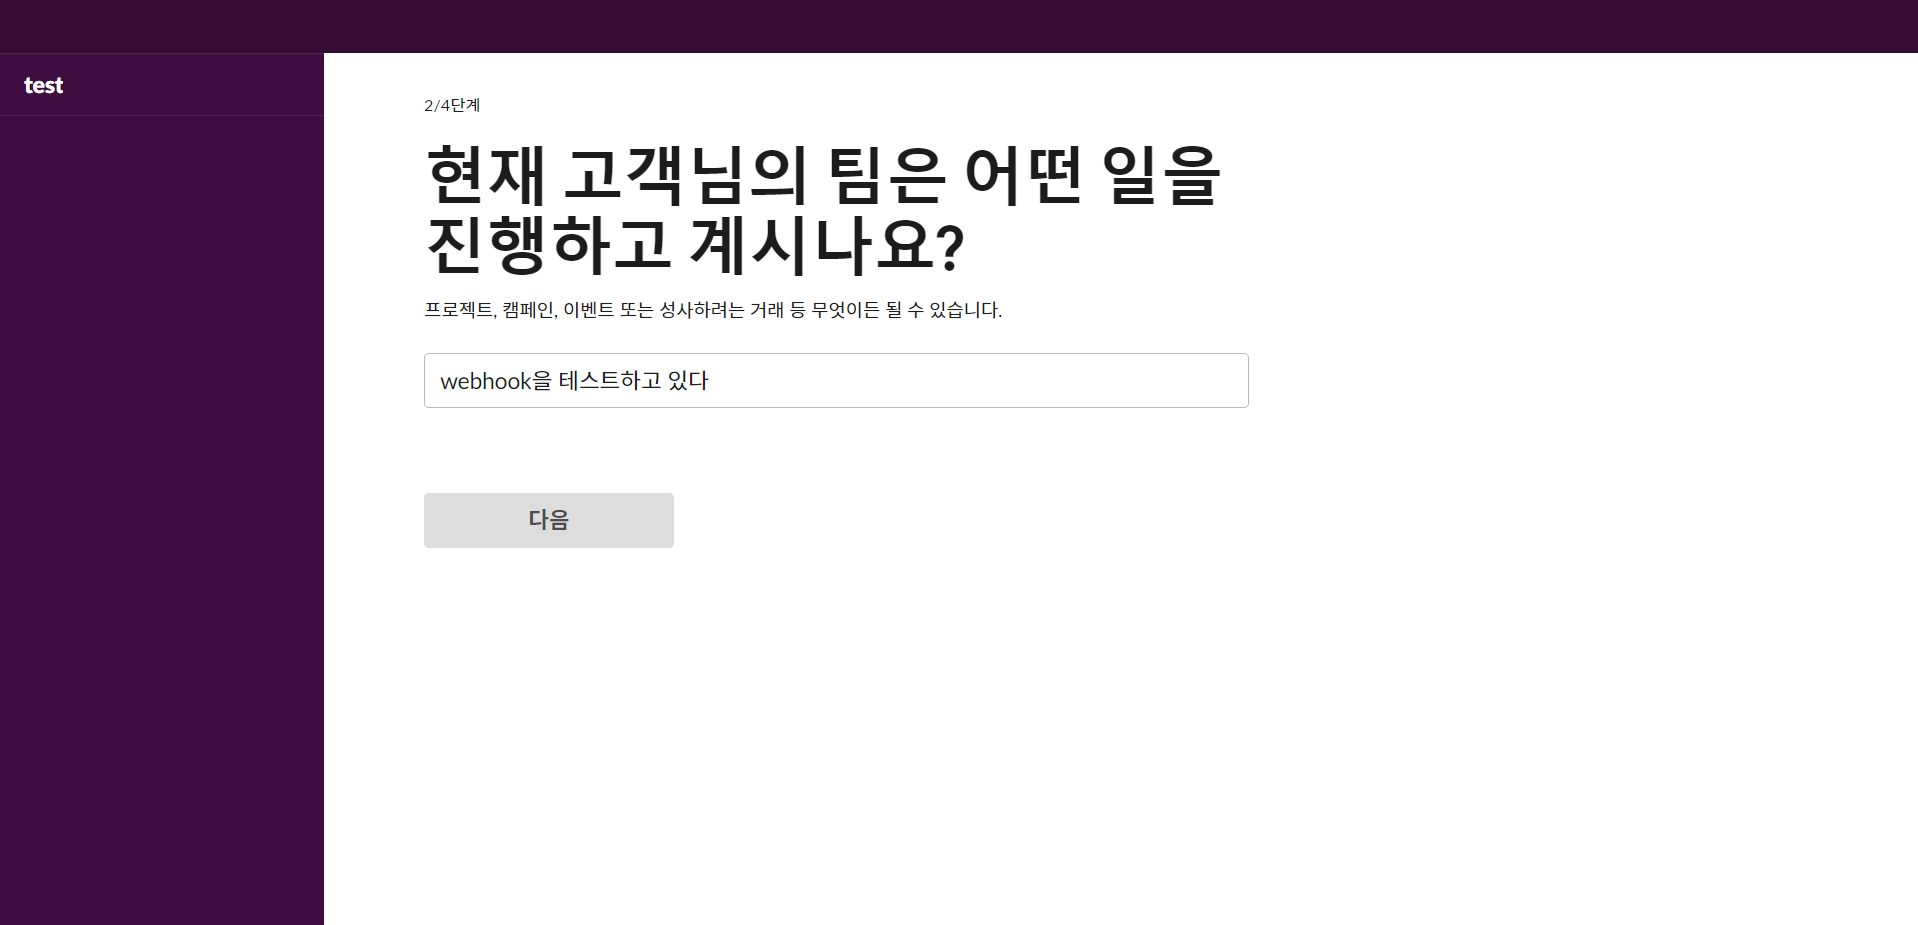 test
2/4단계
현재 고객님의 팀은 어떤 일을
진행하고 계시나요?
프로젝트, 캠페인, 이벤트 또는 성사하려는 거래 등 무엇이든 될 수 있습니다.
webhook을 테스트하고 있다
다음